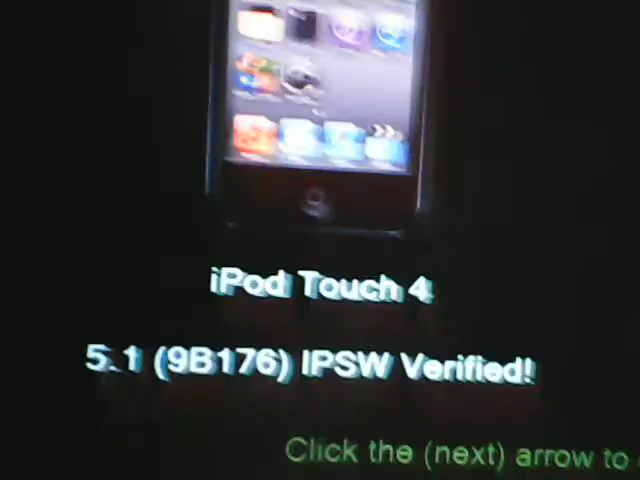 iPod Touch 4
5.1 (9B176) IPSW Verified!
Click the (next) arrow to